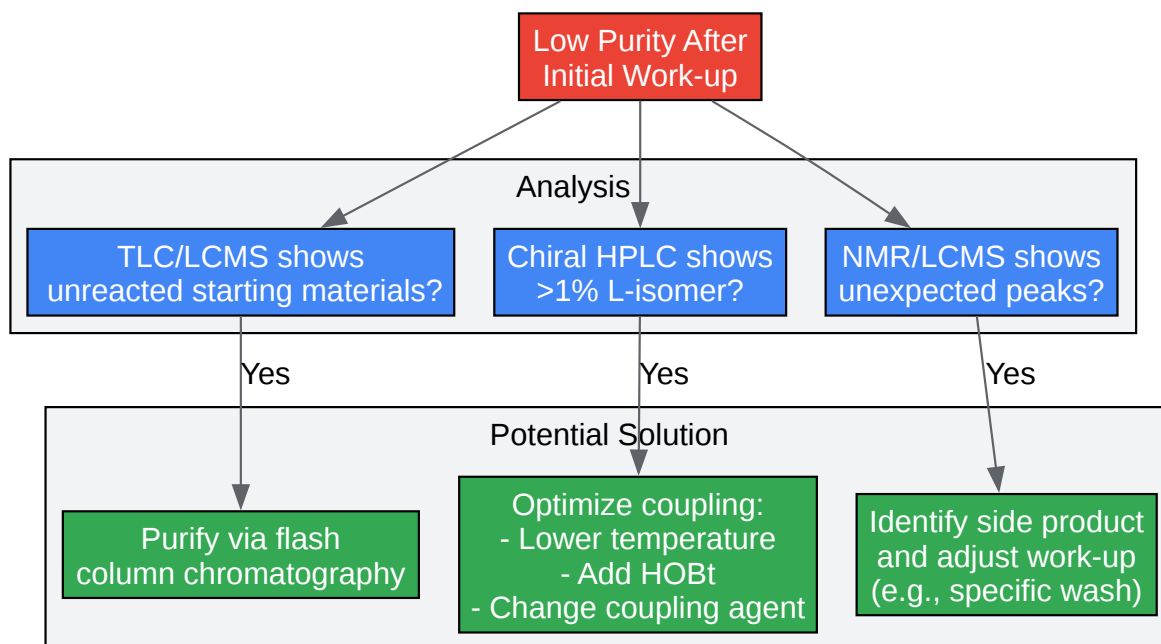 Low Purity After
Initial Work-up
Analysis
TLC/LCMS shows
unreacted starting materials?
Chiral HPLC shows
>1% L-isomer?
NMR/LCMS shows
unexpected peaks?
Yes
Yes
Yes
Potential Solution
Purify via flash
column chromatography
Optimize coupling:
- Lower temperature
- Add HOBt
- Change coupling agent
Identify side product
and adjust work-up
(e.g., specific wash)